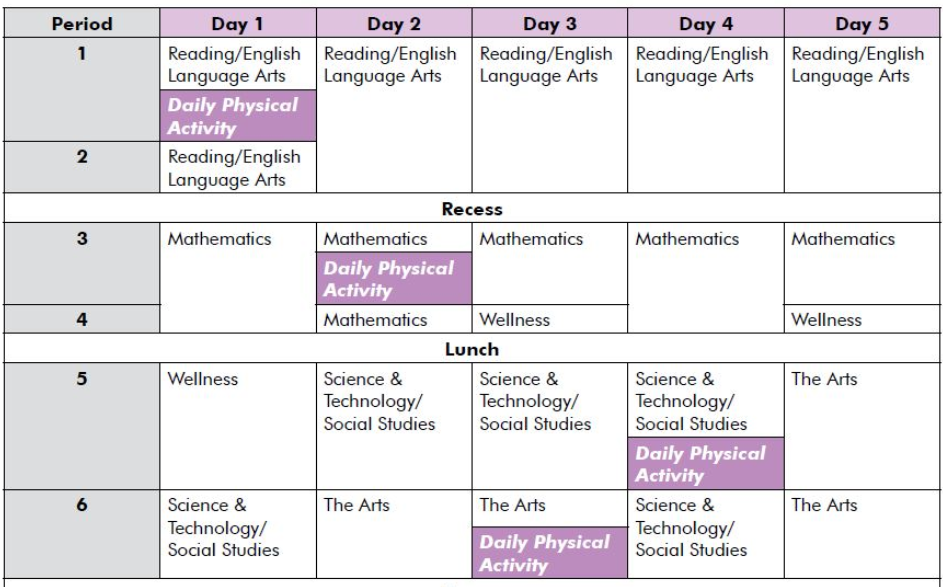 Period Day 1 Day 2 Day 3 Day 4 Day 5
1 Reading/English Reading/English Reading/English Reading/English Reading/English
Language Arts Language Arts Language Arts Language Arts Language Arts
Daily Physical
Activity
2 Reading/English
Language Arts
Recess
3 Mathematics Mathematics Mathematics Mathematics Mathematics
Daily Physical
Activity
4 Mathematics Wellness Wellness
Lunch
5 Wellness Science & Science & Science & The Arts
Technology/ Technology/ Technology/
Social Studies Social Studies Social Studies
Daily Physical
Activity
6 Science & The Arts The Arts Science & The Arts
Technology/ Technology/
Social Studies Daily Physical Social Studies
Activity